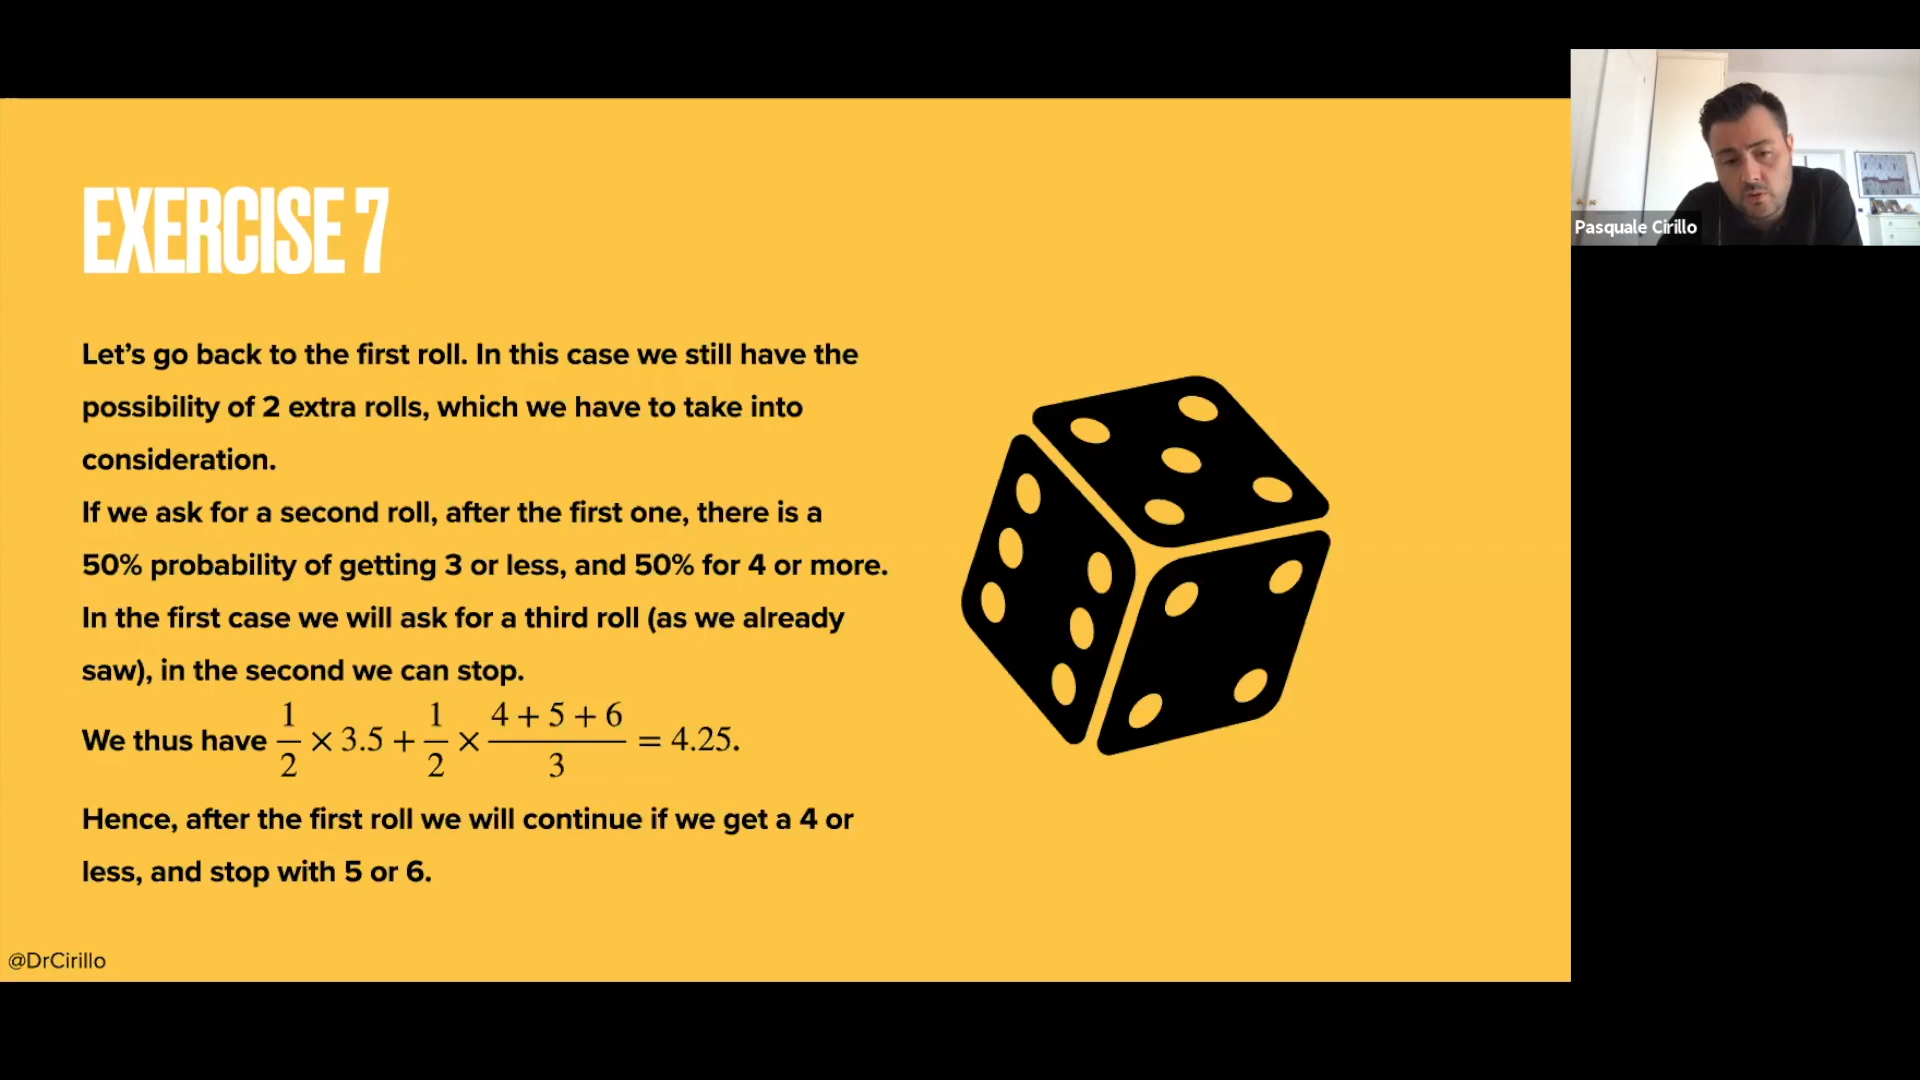 EXERCISE 7
Let’s go back to the first roll. In this case we still have the
possibility of 2 extra rolls, which we have to take into
consideration.
If we ask for a second roll, after the first one, there is a
50% probability of getting 3 or less, and 50% for 4 or more.
In the first case we will ask for a third roll (as we already
saw), in the second we can stop.
We thus have 1/2 × 3.5 + 1/2 × (4 + 5 + 6)/3 = 4.25.
Hence, after the first roll we will continue if we get a 4 or
less, and stop with 5 or 6.
@DrCirillo
Pasquale Cirillo